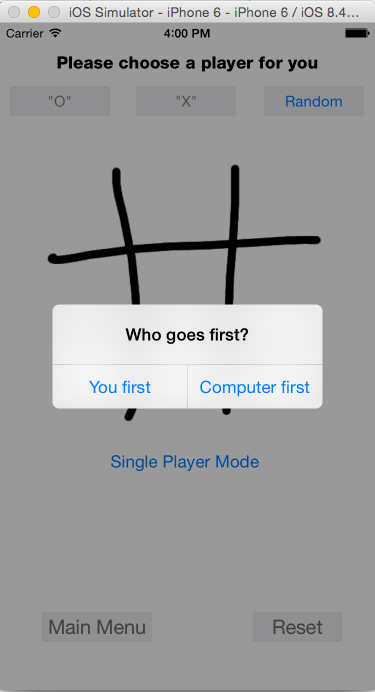 iOS Simulator - iPhone 6 - iPhone 6 / iOS 8.4...
Carrier 4:00 PM
Please choose a player for you
"O" "X" Random
Who goes first?
You first Computer first
Single Player Mode
Main Menu Reset